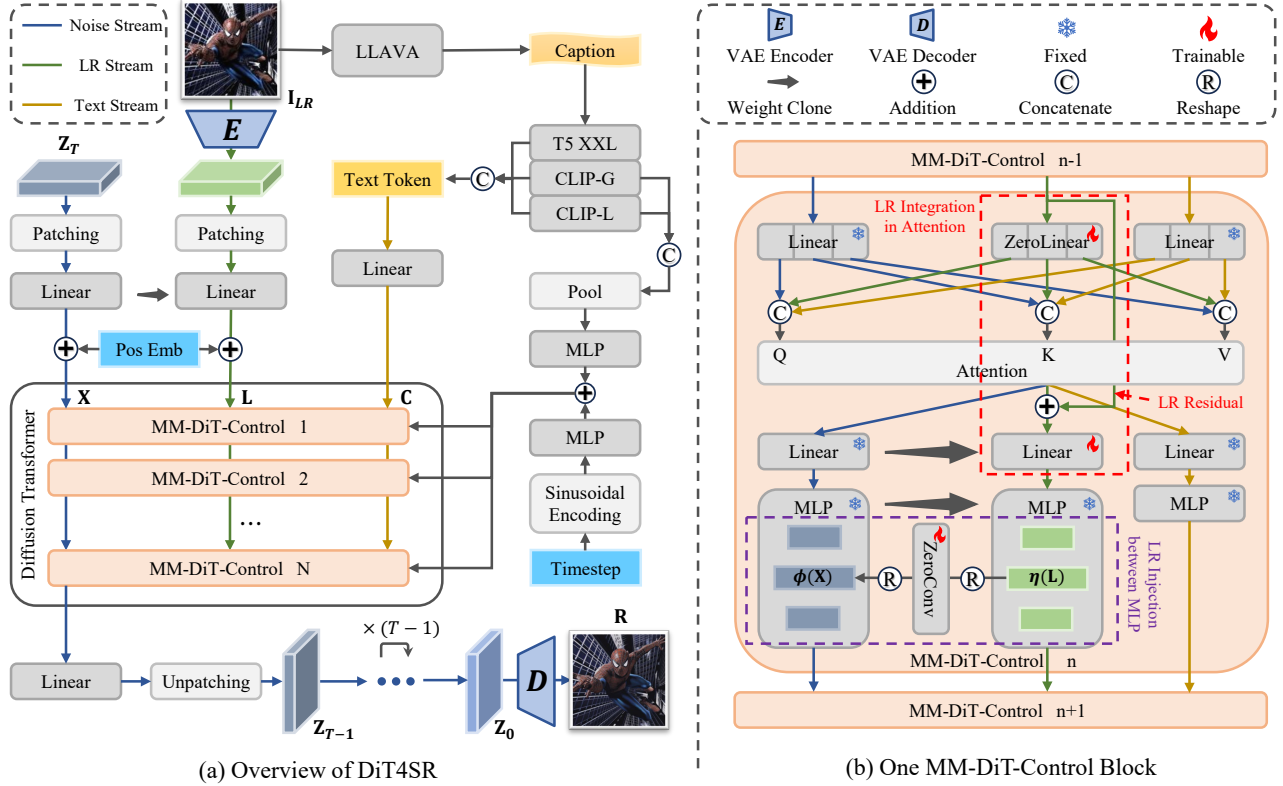 Noise Stream
LR Stream
Text Stream
I_LR
LLAVA
Caption
E
Z_T
T5 XXL
CLIP-G
CLIP-L
Text Token
C
C
Patching
Patching
Linear
Linear
Linear
Pool
Pos Emb
MLP
X
L
C
MM-DiT-Control 1
MM-DiT-Control 2
...
MM-DiT-Control N
Diffusion Transformer
MLP
Sinusoidal
Encoding
Timestep
× (T − 1)
R
Linear
Unpatching
D
Z_{T−1}
Z_0
(a) Overview of DiT4SR
E
D
VAE Encoder
VAE Decoder
Fixed
Trainable
C
R
Weight Clone
Addition
Concatenate
Reshape
MM-DiT-Control n-1
LR Integration
in Attention
Linear
ZeroLinear
Linear
C
C
C
Q
K
V
Attention
LR Residual
Linear
Linear
Linear
MLP
MLP
MLP
ϕ(X)
R
ZeroConv
R
η(L)
LR Injection
between MLP
MM-DiT-Control n
MM-DiT-Control n+1
(b) One MM-DiT-Control Block